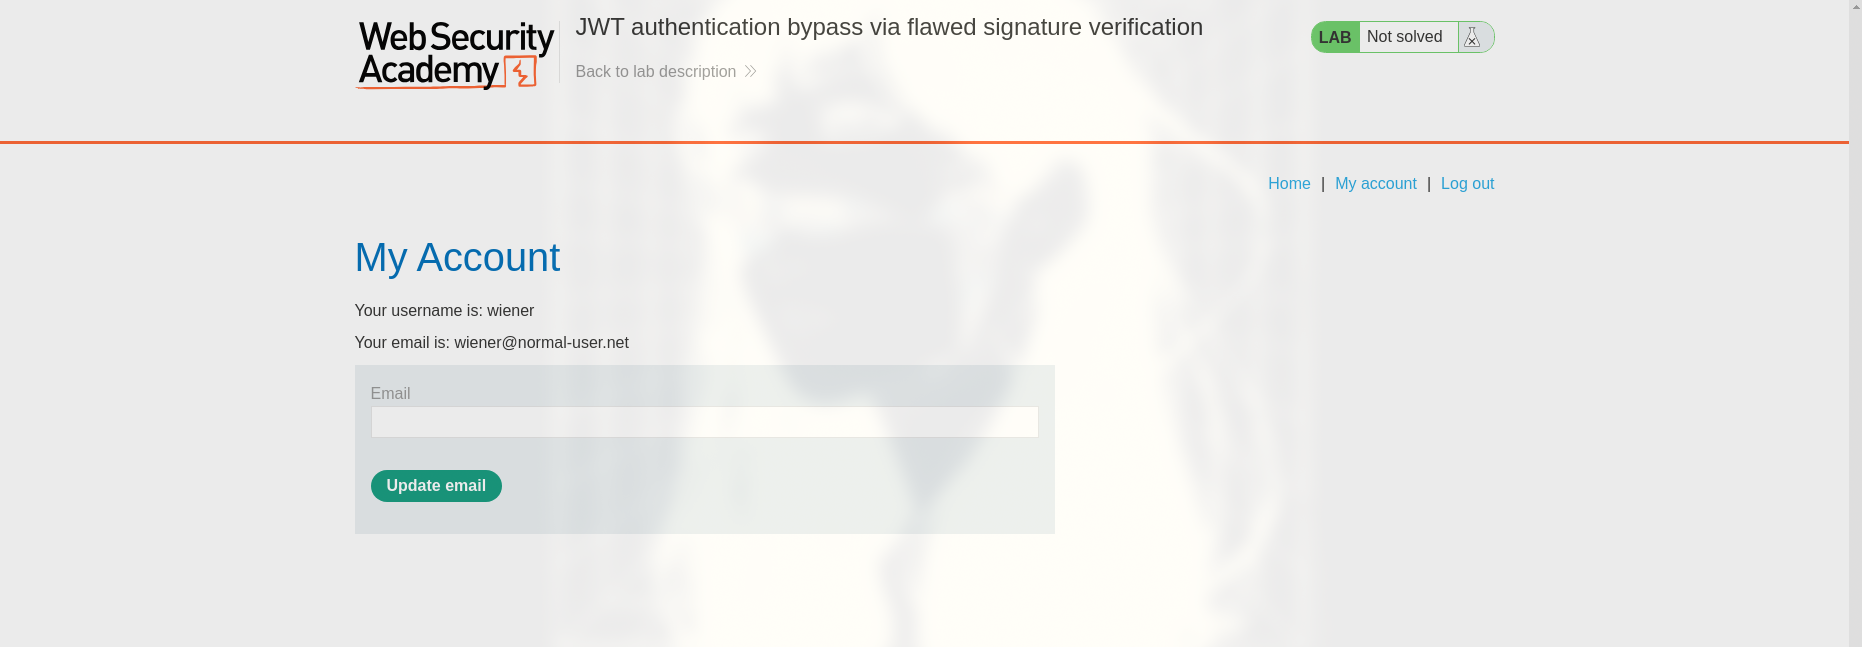 Web Security
Academy
JWT authentication bypass via flawed signature verification
Back to lab description
LAB Not solved
Home | My account | Log out
My Account
Your username is: wiener
Your email is: wiener@normal-user.net
Email
Update email